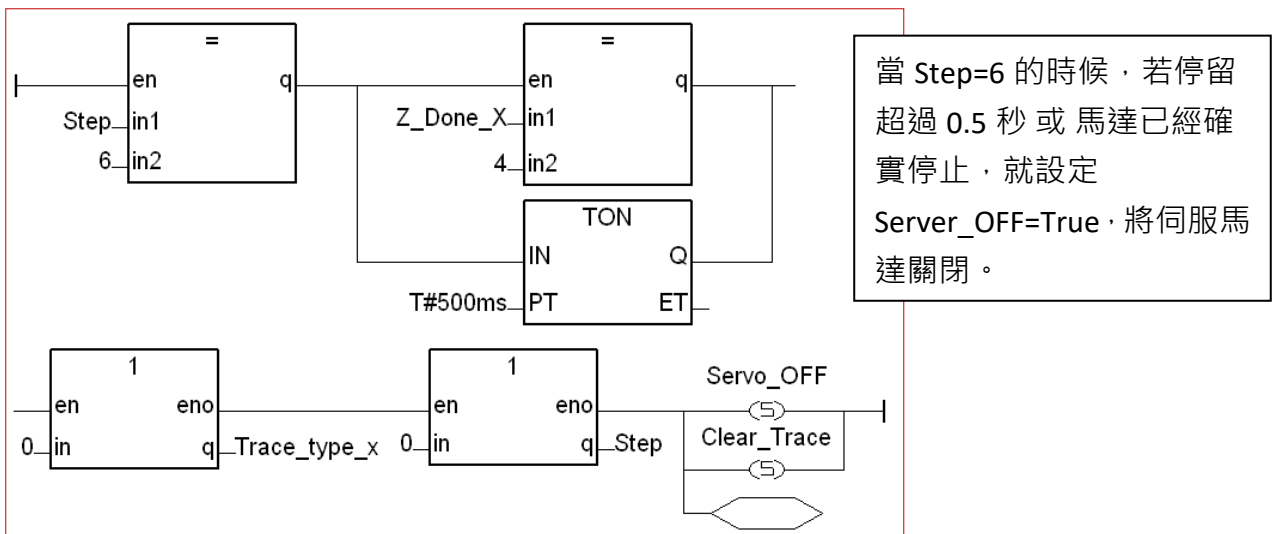 =
en q
Step in1
6 in2
=
en q
Z_Done_X in1
4 in2
TON
IN Q
T#500ms PT ET
當 Step=6 的時候，若停留
超過 0.5 秒 或 馬達已經確
實停止，就設定
Server_OFF=True，將伺服馬
達關閉。
1
en eno
0 in q Trace_type_x
1
en eno
0 in q Step
Servo_OFF
S
Clear_Trace
S